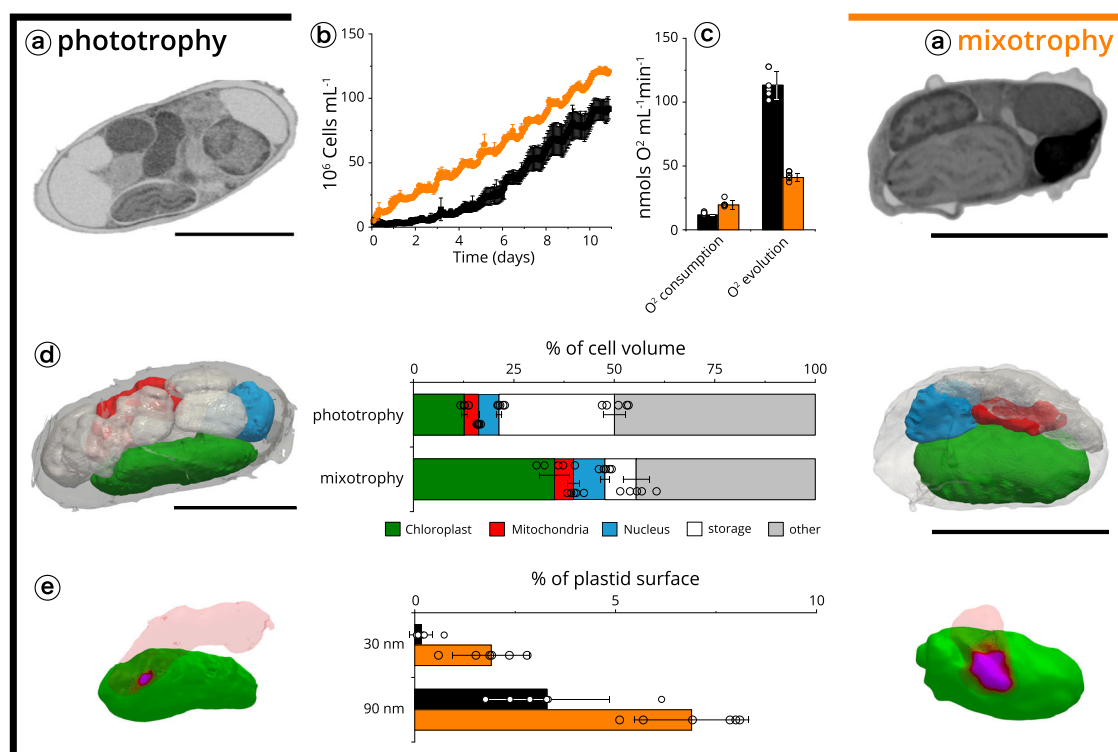 ⓐ phototrophy
ⓑ
ⓒ
ⓐ mixotrophy
10⁶ Cells mL⁻¹
150
100
50
0
0 2 4 6 8 10
Time (days)
nmols O² mL⁻¹min⁻¹
150
100
50
0
O² consumption
O² evolution
ⓓ
% of cell volume
0 25 50 75 100
phototrophy
mixotrophy
Chloroplast Mitochondria Nucleus storage other
ⓔ
% of plastid surface
0 5 10
30 nm
90 nm